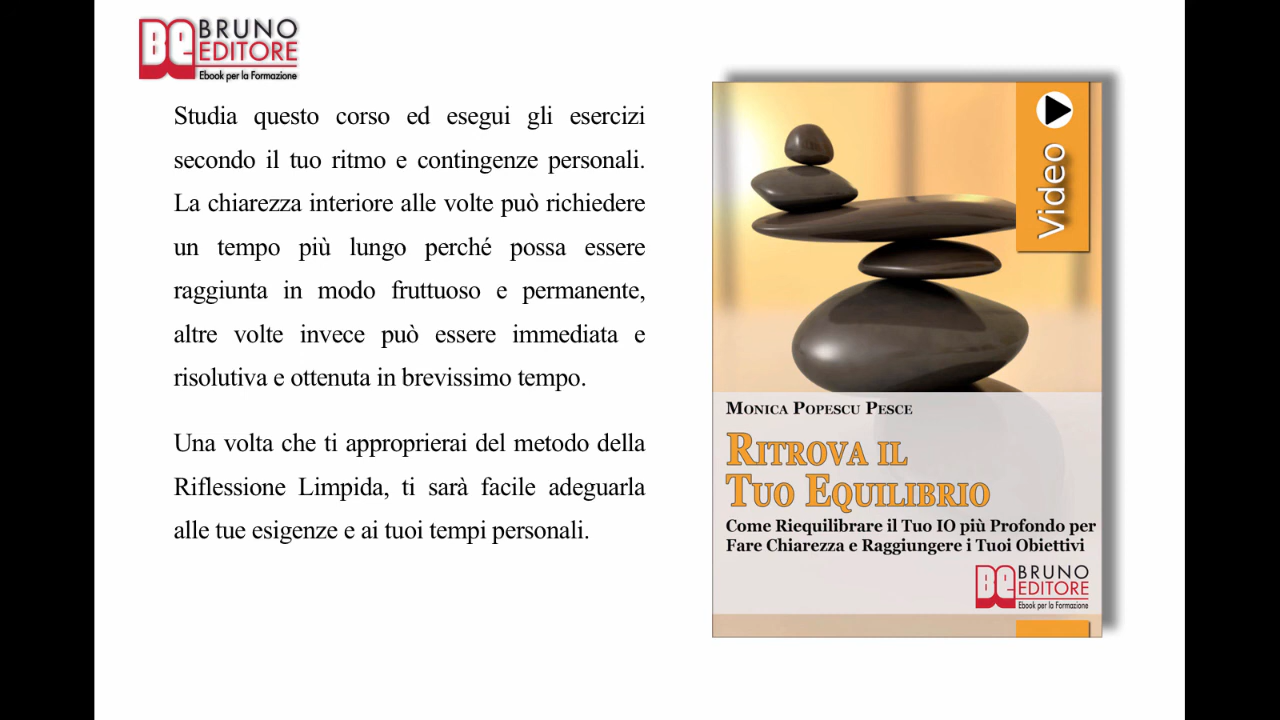 BRUNO
EDITORE
Ebook per la Formazione
Studia questo corso ed esegui gli esercizi
secondo il tuo ritmo e contingenze personali.
La chiarezza interiore alle volte può richiedere
un tempo più lungo perché possa essere
raggiunta in modo fruttuoso e permanente,
altre volte invece può essere immediata e
risolutiva e ottenuta in brevissimo tempo.
Una volta che ti approprierai del metodo della
Riflessione Limpida, ti sarà facile adeguarla
alle tue esigenze e ai tuoi tempi personali.
Video
MONICA POPESCU PESCE
RITROVA IL
TUO EQUILIBRIO
Come Riequilibrare il Tuo IO più Profondo per
Fare Chiarezza e Raggiungere i Tuoi Obiettivi
BRUNO
EDITORE
Ebook per la Formazione